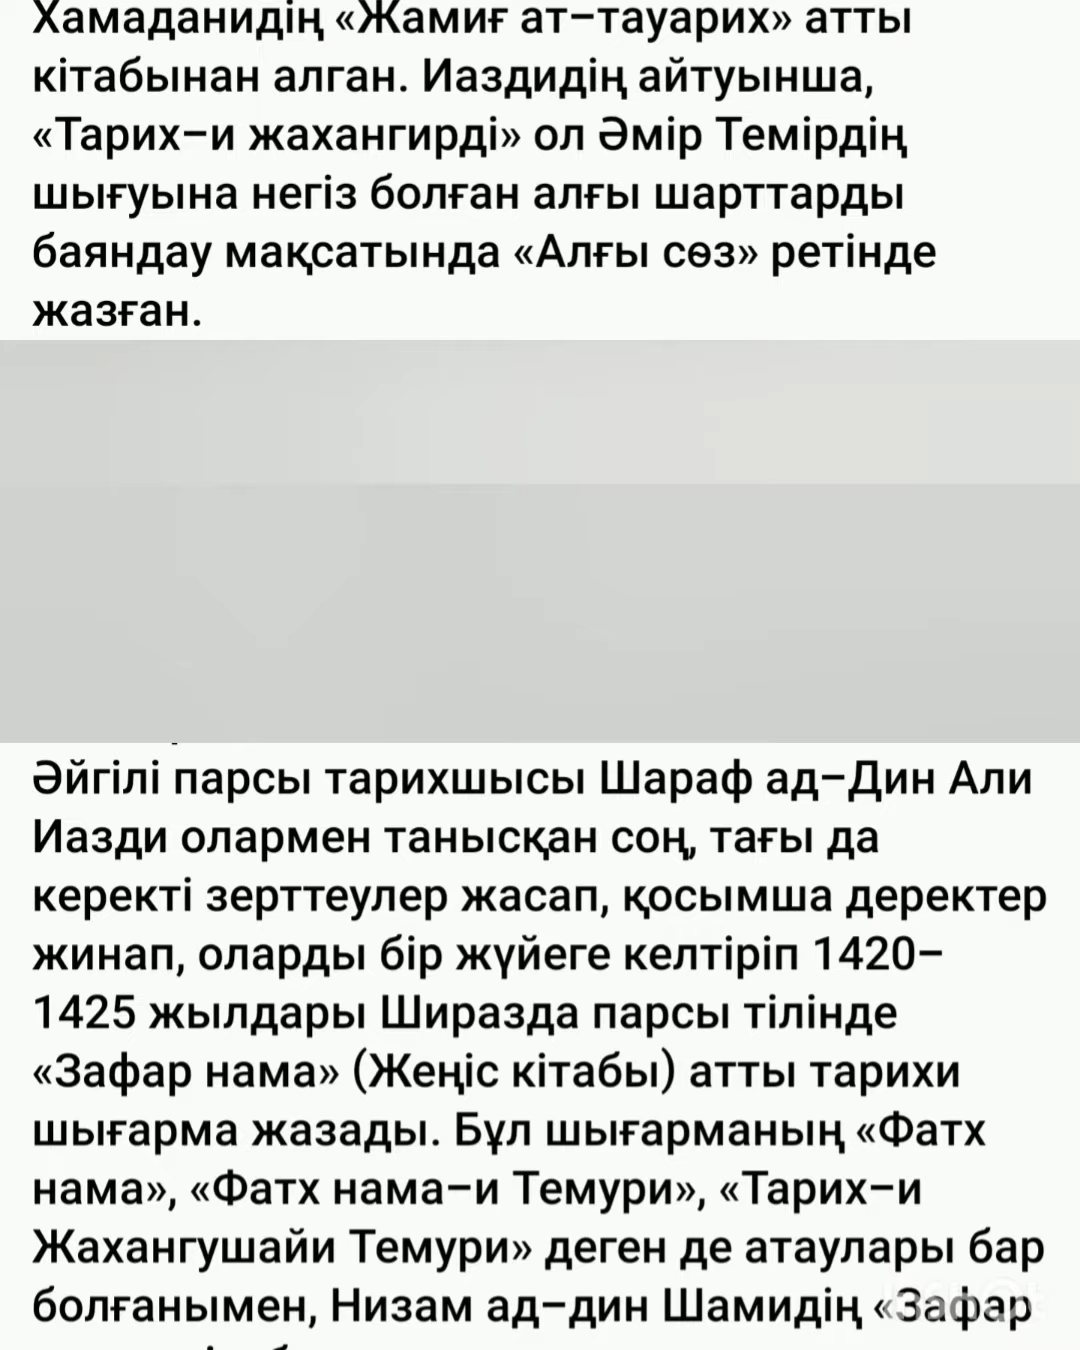 Хамаданидің «Жамиғ ат–тауарих» атты
кітабынан алган. Иаздидің айтуынша,
«Тарих–и жахангирді» ол Әмір Темірдің
шығуына негіз болған алғы шарттарды
баяндау мақсатында «Алғы сөз» ретінде
жазған.
Әйгілі парсы тарихшысы Шараф ад–Дин Али
Иазди олармен танысқан соң, тағы да
керекті зерттеулер жасап, қосымша деректер
жинап, оларды бір жүйеге келтіріп 1420–
1425 жылдары Ширазда парсы тілінде
«Зафар нама» (Жеңіс кітабы) атты тарихи
шығарма жазады. Бұл шығарманың «Фатх
нама», «Фатх нама–и Темури», «Тарих–и
Жахангушайи Темури» деген де атаулары бар
болғанымен, Низам ад–дин Шамидің «Зафар